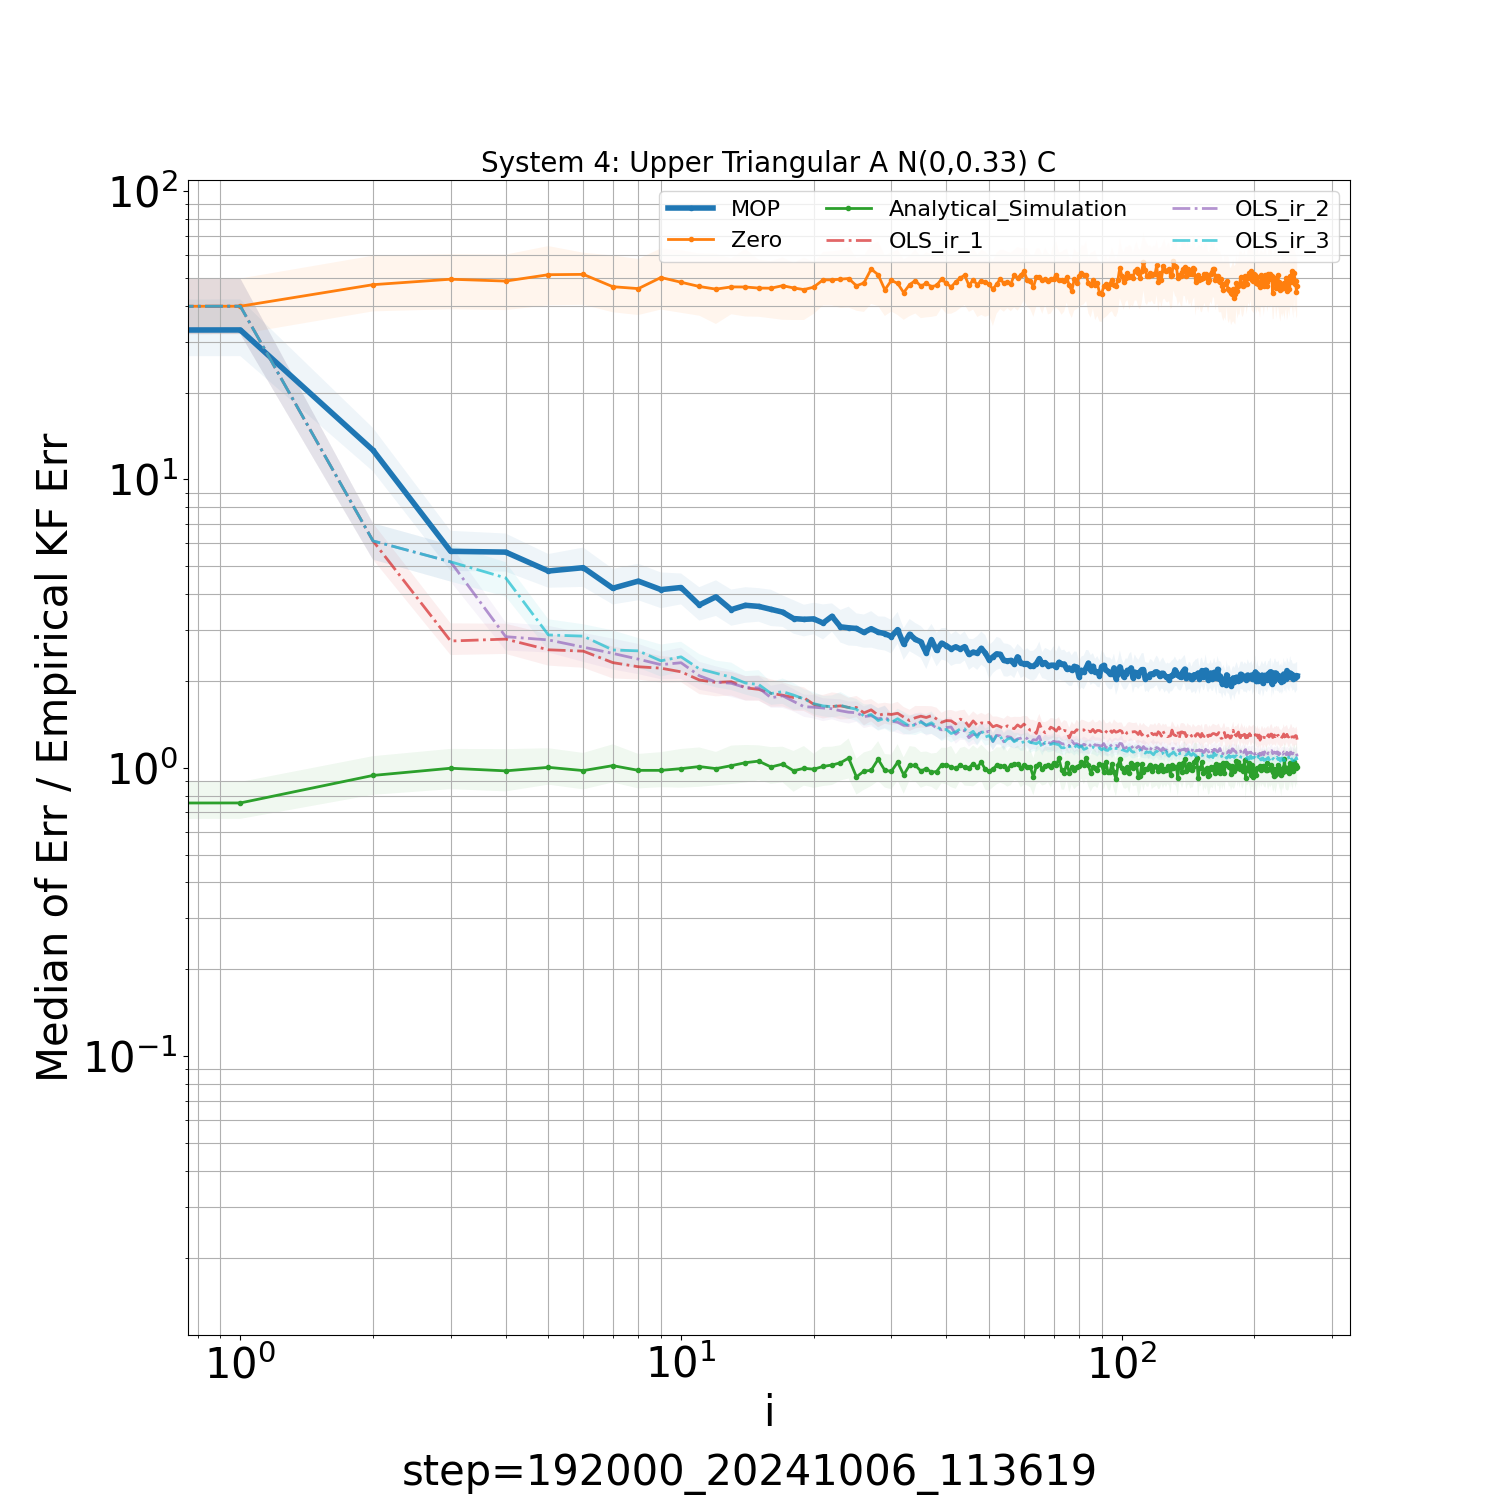 System 4: Upper Triangular A N(0,0.33) C
MOP
Zero
Analytical_Simulation
OLS_ir_1
OLS_ir_2
OLS_ir_3
10²
10¹
10⁰
10⁻¹
Median of Err / Empirical KF Err
10⁰ 10¹ 10²
i
step=192000_20241006_113619